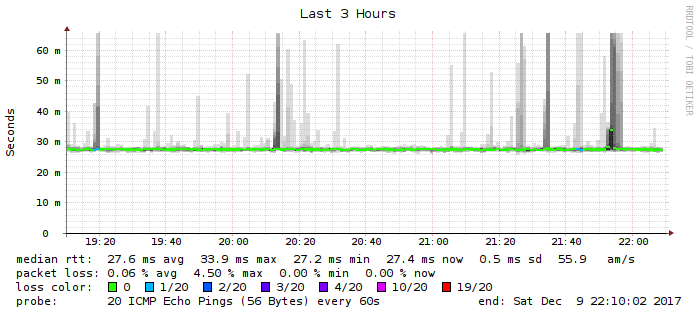 Last 3 Hours
RRDTOOL / TOBI OETIKER
Seconds
60 m
50 m
40 m
30 m
20 m
10 m
0
19:20 19:40 20:00 20:20 20:40 21:00 21:20 21:40 22:00
median rtt: 27.6 ms avg 33.9 ms max 27.2 ms min 27.4 ms now 0.5 ms sd 55.9 am/s
packet loss: 0.06 % avg 4.50 % max 0.00 % min 0.00 % now
loss color: 0 1/20 2/20 3/20 4/20 10/20 19/20
probe: 20 ICMP Echo Pings (56 Bytes) every 60s end: Sat Dec 9 22:10:02 2017